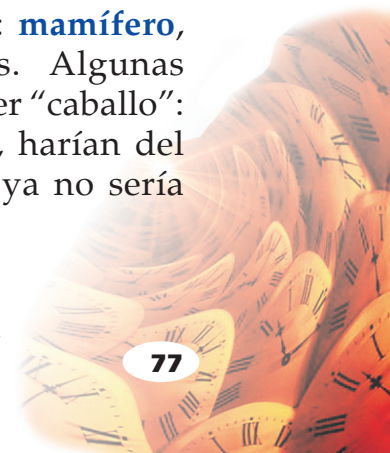 : mamífero,
s. Algunas
er “caballo”:
, harían del
ya no sería
77